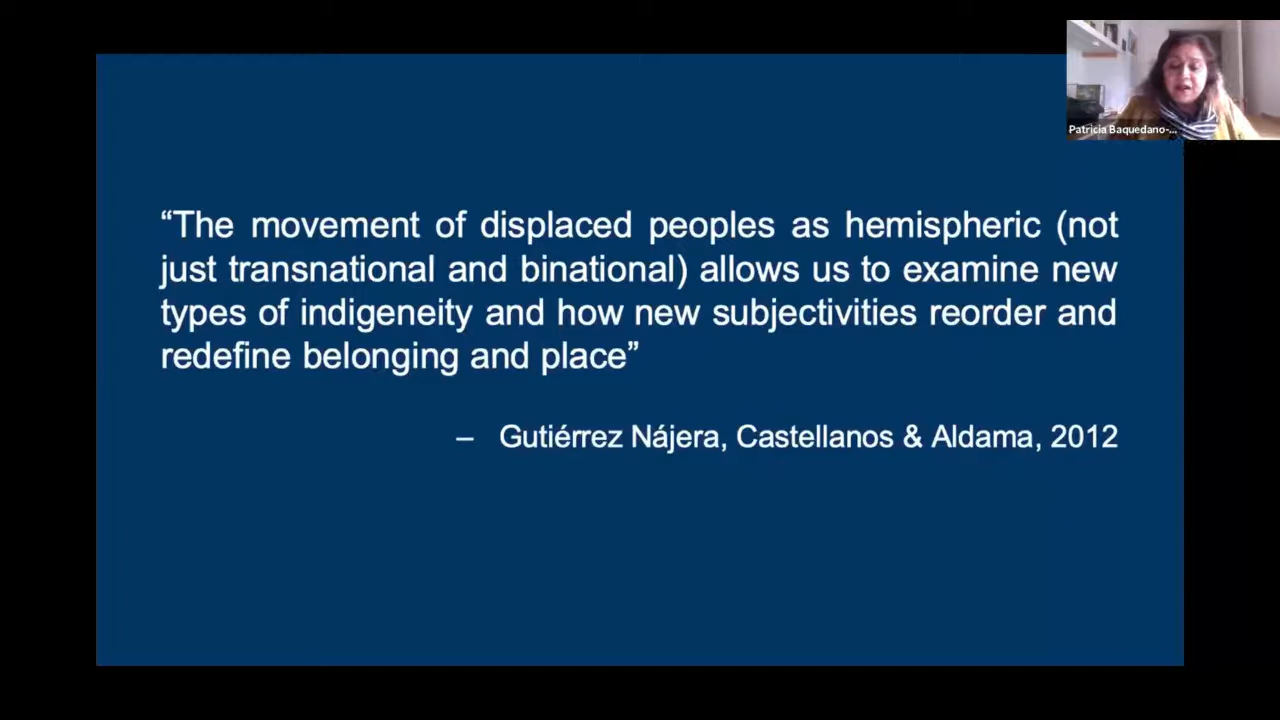 Patricia Baquedano-...
“The movement of displaced peoples as hemispheric (not
just transnational and binational) allows us to examine new
types of indigeneity and how new subjectivities reorder and
redefine belonging and place”
– Gutiérrez Nájera, Castellanos & Aldama, 2012